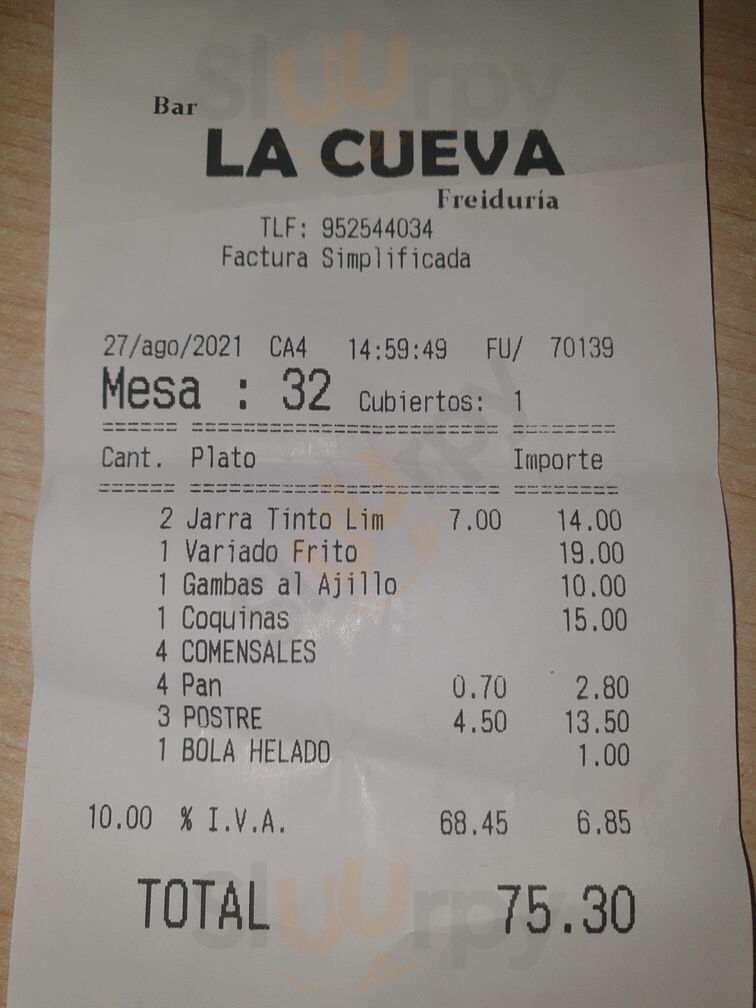 Bar
LA CUEVA
Freiduría
TLF: 952544034
Factura Simplificada
27/ago/2021 CA4 14:59:49 FU/ 70139
Mesa : 32 Cubiertos: 1
Cant. Plato Importe
2 Jarra Tinto Lim 7.00 14.00
1 Variado Frito 19.00
1 Gambas al Ajillo 10.00
1 Coquinas 15.00
4 COMENSALES
4 Pan 0.70 2.80
3 POSTRE 4.50 13.50
1 BOLA HELADO 1.00
10.00 % I.V.A. 68.45 6.85
TOTAL 75.30
Sluurpy
Sluurpy
Sluurpy